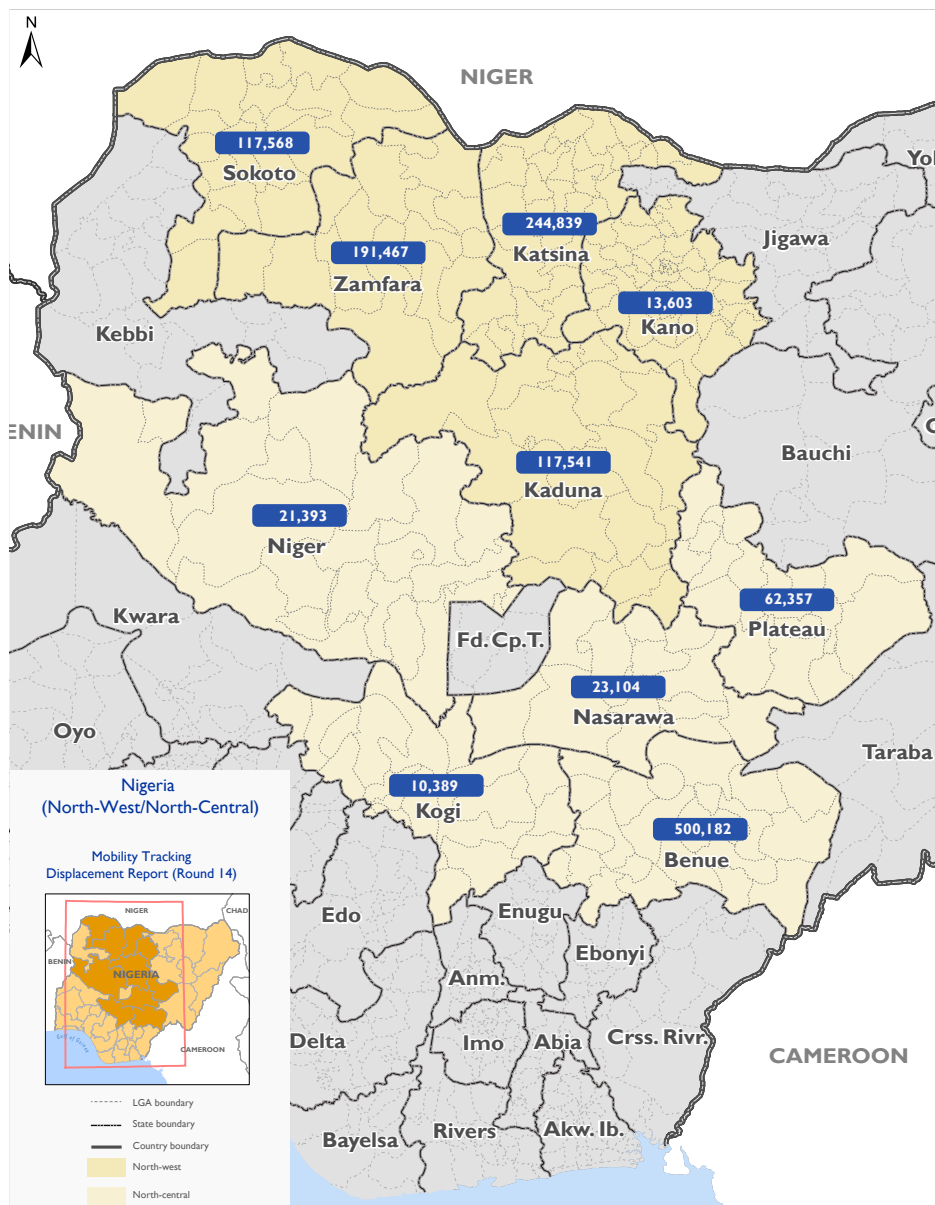 N
NIGER
117,568
Sokoto
244,839
Katsina
Jigawa
191,467
Zamfara
13,603
Kano
Kebbi
ENIN
Bauchi
117,541
Kaduna
21,393
Niger
62,357
Plateau
Kwara
Fd. Cp.T.
23,104
Nasarawa
Oyo
Taraba
10,389
Kogi
500,182
Benue
Edo
Enugu
Ebonyi
Anm.
Delta
Imo
Abia
Crss. Rivr.
CAMEROON
Bayelsa
Rivers
Akw. Ib.
Nigeria
(North-West/North-Central)
Mobility Tracking
Displacement Report (Round 14)
NIGER
CHAD
BENIN
NIGERIA
CAMEROON
LGA boundary
State boundary
Country boundary
North-west
North-central